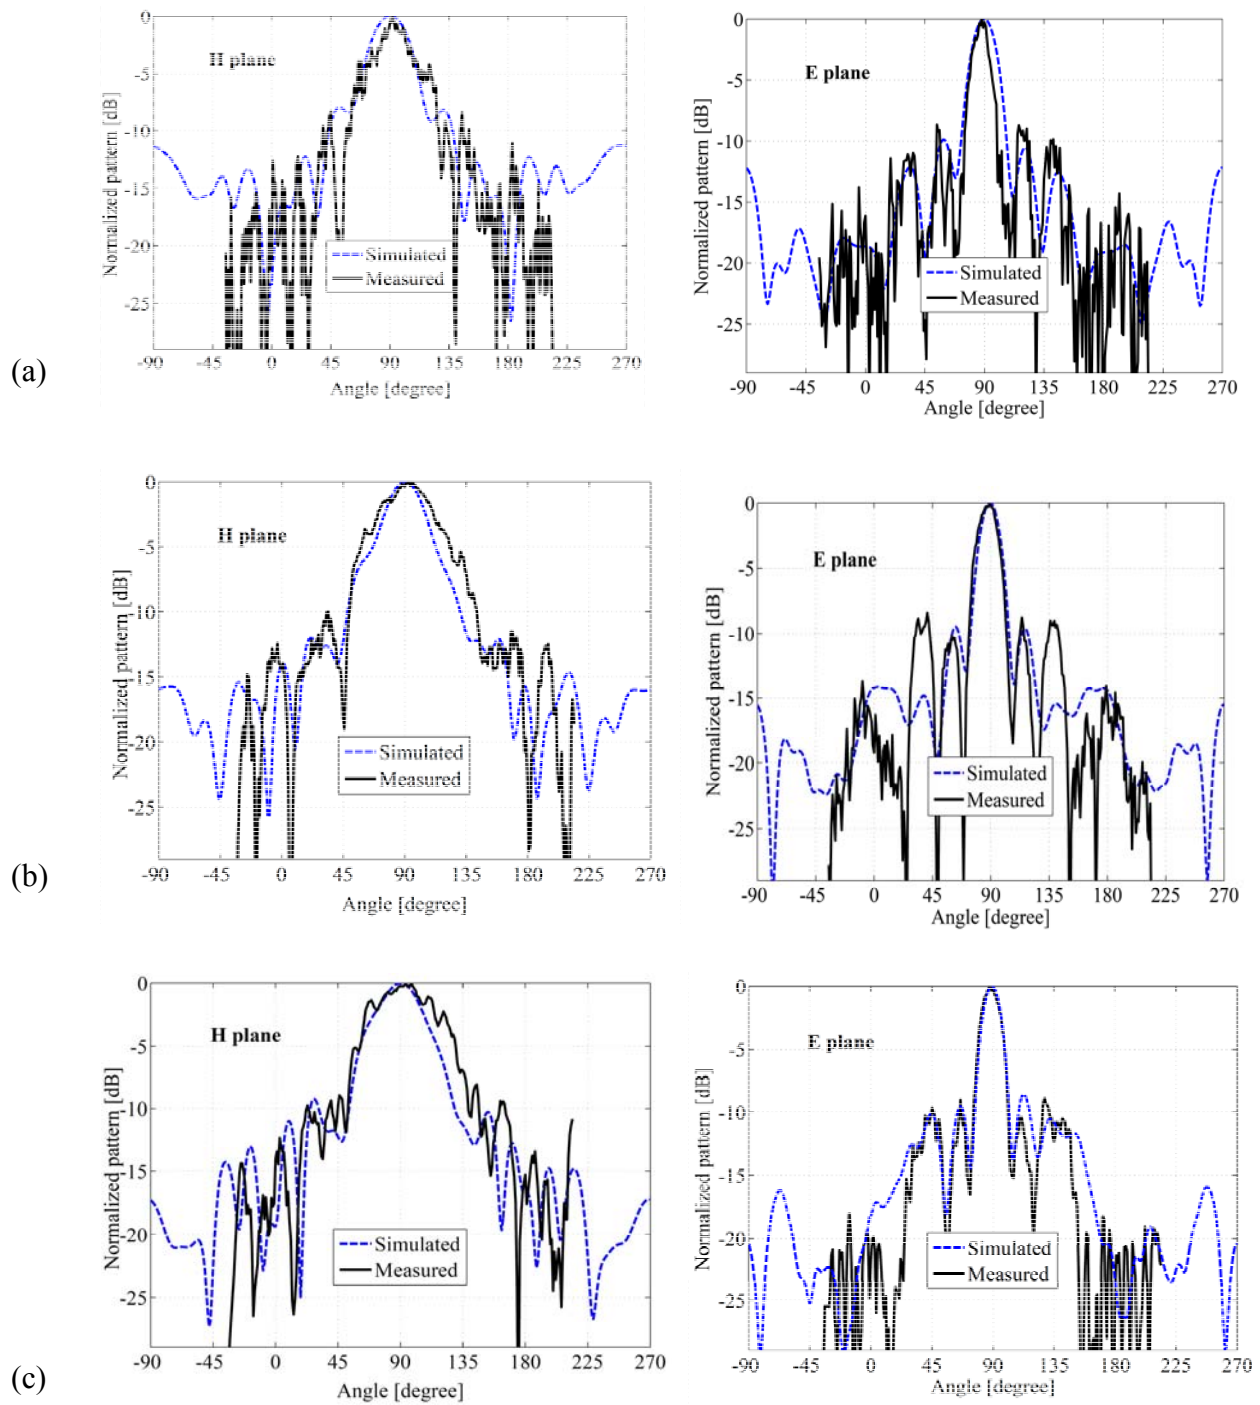 H plane
Normalized pattern [dB]
0
-5
-10
-15
-20
-25
Simulated
Measured
-90 -45 0 45 90 135 180 225 270
Angle [degree]
E plane
Normalized pattern [dB]
0
-5
-10
-15
-20
-25
Simulated
Measured
-90 -45 0 45 90 135 180 225 270
Angle [degree]
(a)
H plane
Normalized pattern [dB]
0
-5
-10
-15
-20
-25
Simulated
Measured
-90 -45 0 45 90 135 180 225 270
Angle [degree]
E plane
Normalized pattern [dB]
0
-5
-10
-15
-20
-25
Simulated
Measured
-90 -45 0 45 90 135 180 225 270
Angle [degree]
(b)
H plane
Normalized pattern [dB]
0
-5
-10
-15
-20
-25
Simulated
Measured
-90 -45 0 45 90 135 180 225 270
Angle [degree]
E plane
Normalized pattern [dB]
0
-5
-10
-15
-20
-25
Simulated
Measured
-90 -45 0 45 90 135 180 225 270
Angle [degree]
(c)